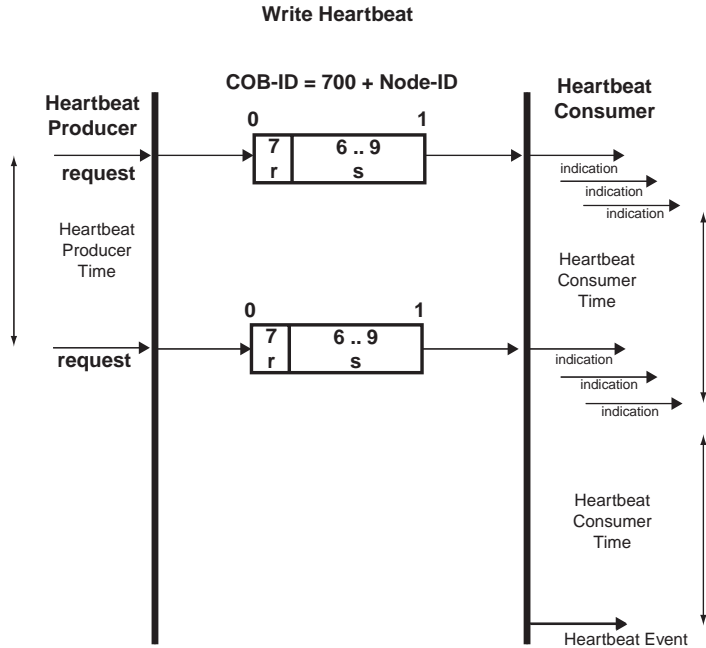 Write Heartbeat
COB-ID = 700 + Node-ID
Heartbeat
Producer
Heartbeat
Consumer
0 1
7 6 .. 9
r s
request
indication
indication
indication
Heartbeat
Producer
Time
Heartbeat
Consumer
Time
0 1
7 6 .. 9
r s
request
indication
indication
indication
Heartbeat
Consumer
Time
Heartbeat Event